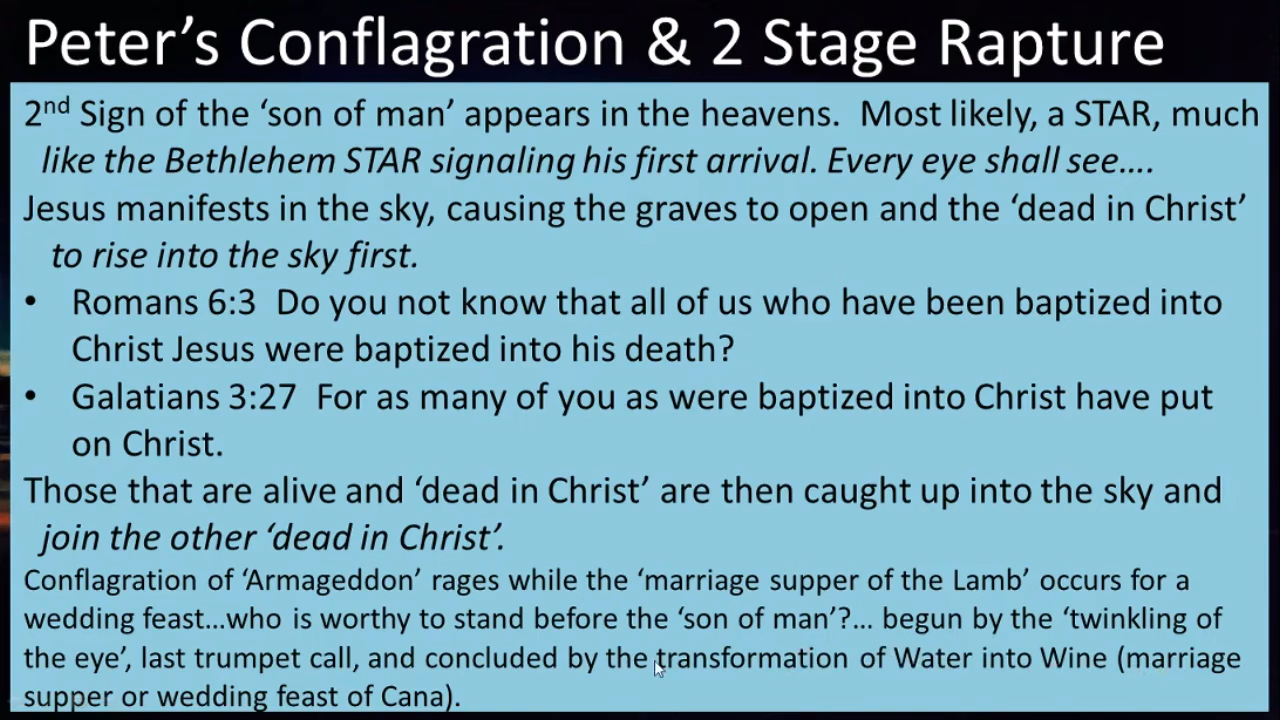 Peter’s Conflagration & 2 Stage Rapture
2nd Sign of the ‘son of man’ appears in the heavens.  Most likely, a STAR, much
like the Bethlehem STAR signaling his first arrival. Every eye shall see….
Jesus manifests in the sky, causing the graves to open and the ‘dead in Christ’
to rise into the sky first.
• Romans 6:3  Do you not know that all of us who have been baptized into
Christ Jesus were baptized into his death?
• Galatians 3:27  For as many of you as were baptized into Christ have put
on Christ.
Those that are alive and ‘dead in Christ’ are then caught up into the sky and
join the other ‘dead in Christ’.
Conflagration of ‘Armageddon’ rages while the ‘marriage supper of the Lamb’ occurs for a
wedding feast…who is worthy to stand before the ‘son of man’?… begun by the ‘twinkling of
the eye’, last trumpet call, and concluded by the transformation of Water into Wine (marriage
supper or wedding feast of Cana).